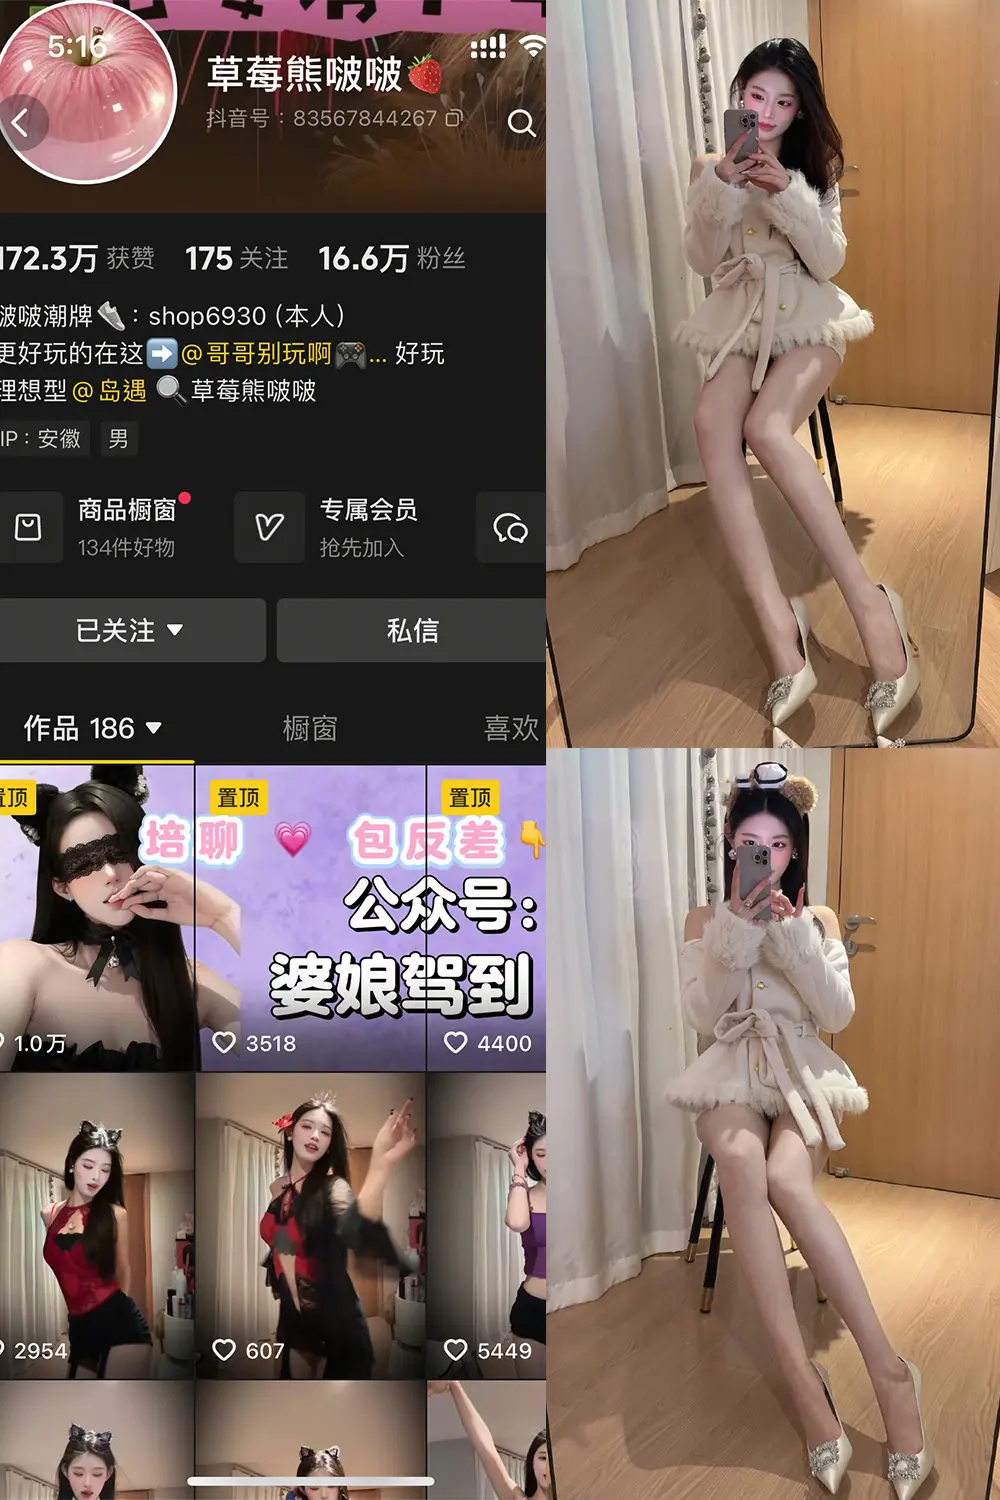 5:16
草莓熊啵啵🍓
抖音号：83567844267
172.3万 获赞 175 关注 16.6万 粉丝
啵啵潮牌👟：shop6930 (本人)
更好玩的在这➡️@哥哥别玩啊🎮... 好玩
理想型@岛遇 🔍草莓熊啵啵
IP：安徽 男
商品橱窗 专属会员
134件好物 抢先加入
已关注 私信
作品 186 橱窗 喜欢
置顶 置顶 置顶
培聊 💗 包反差👇
公众号:
婆娘驾到
1.0万 3518 4400
2954 607 5449